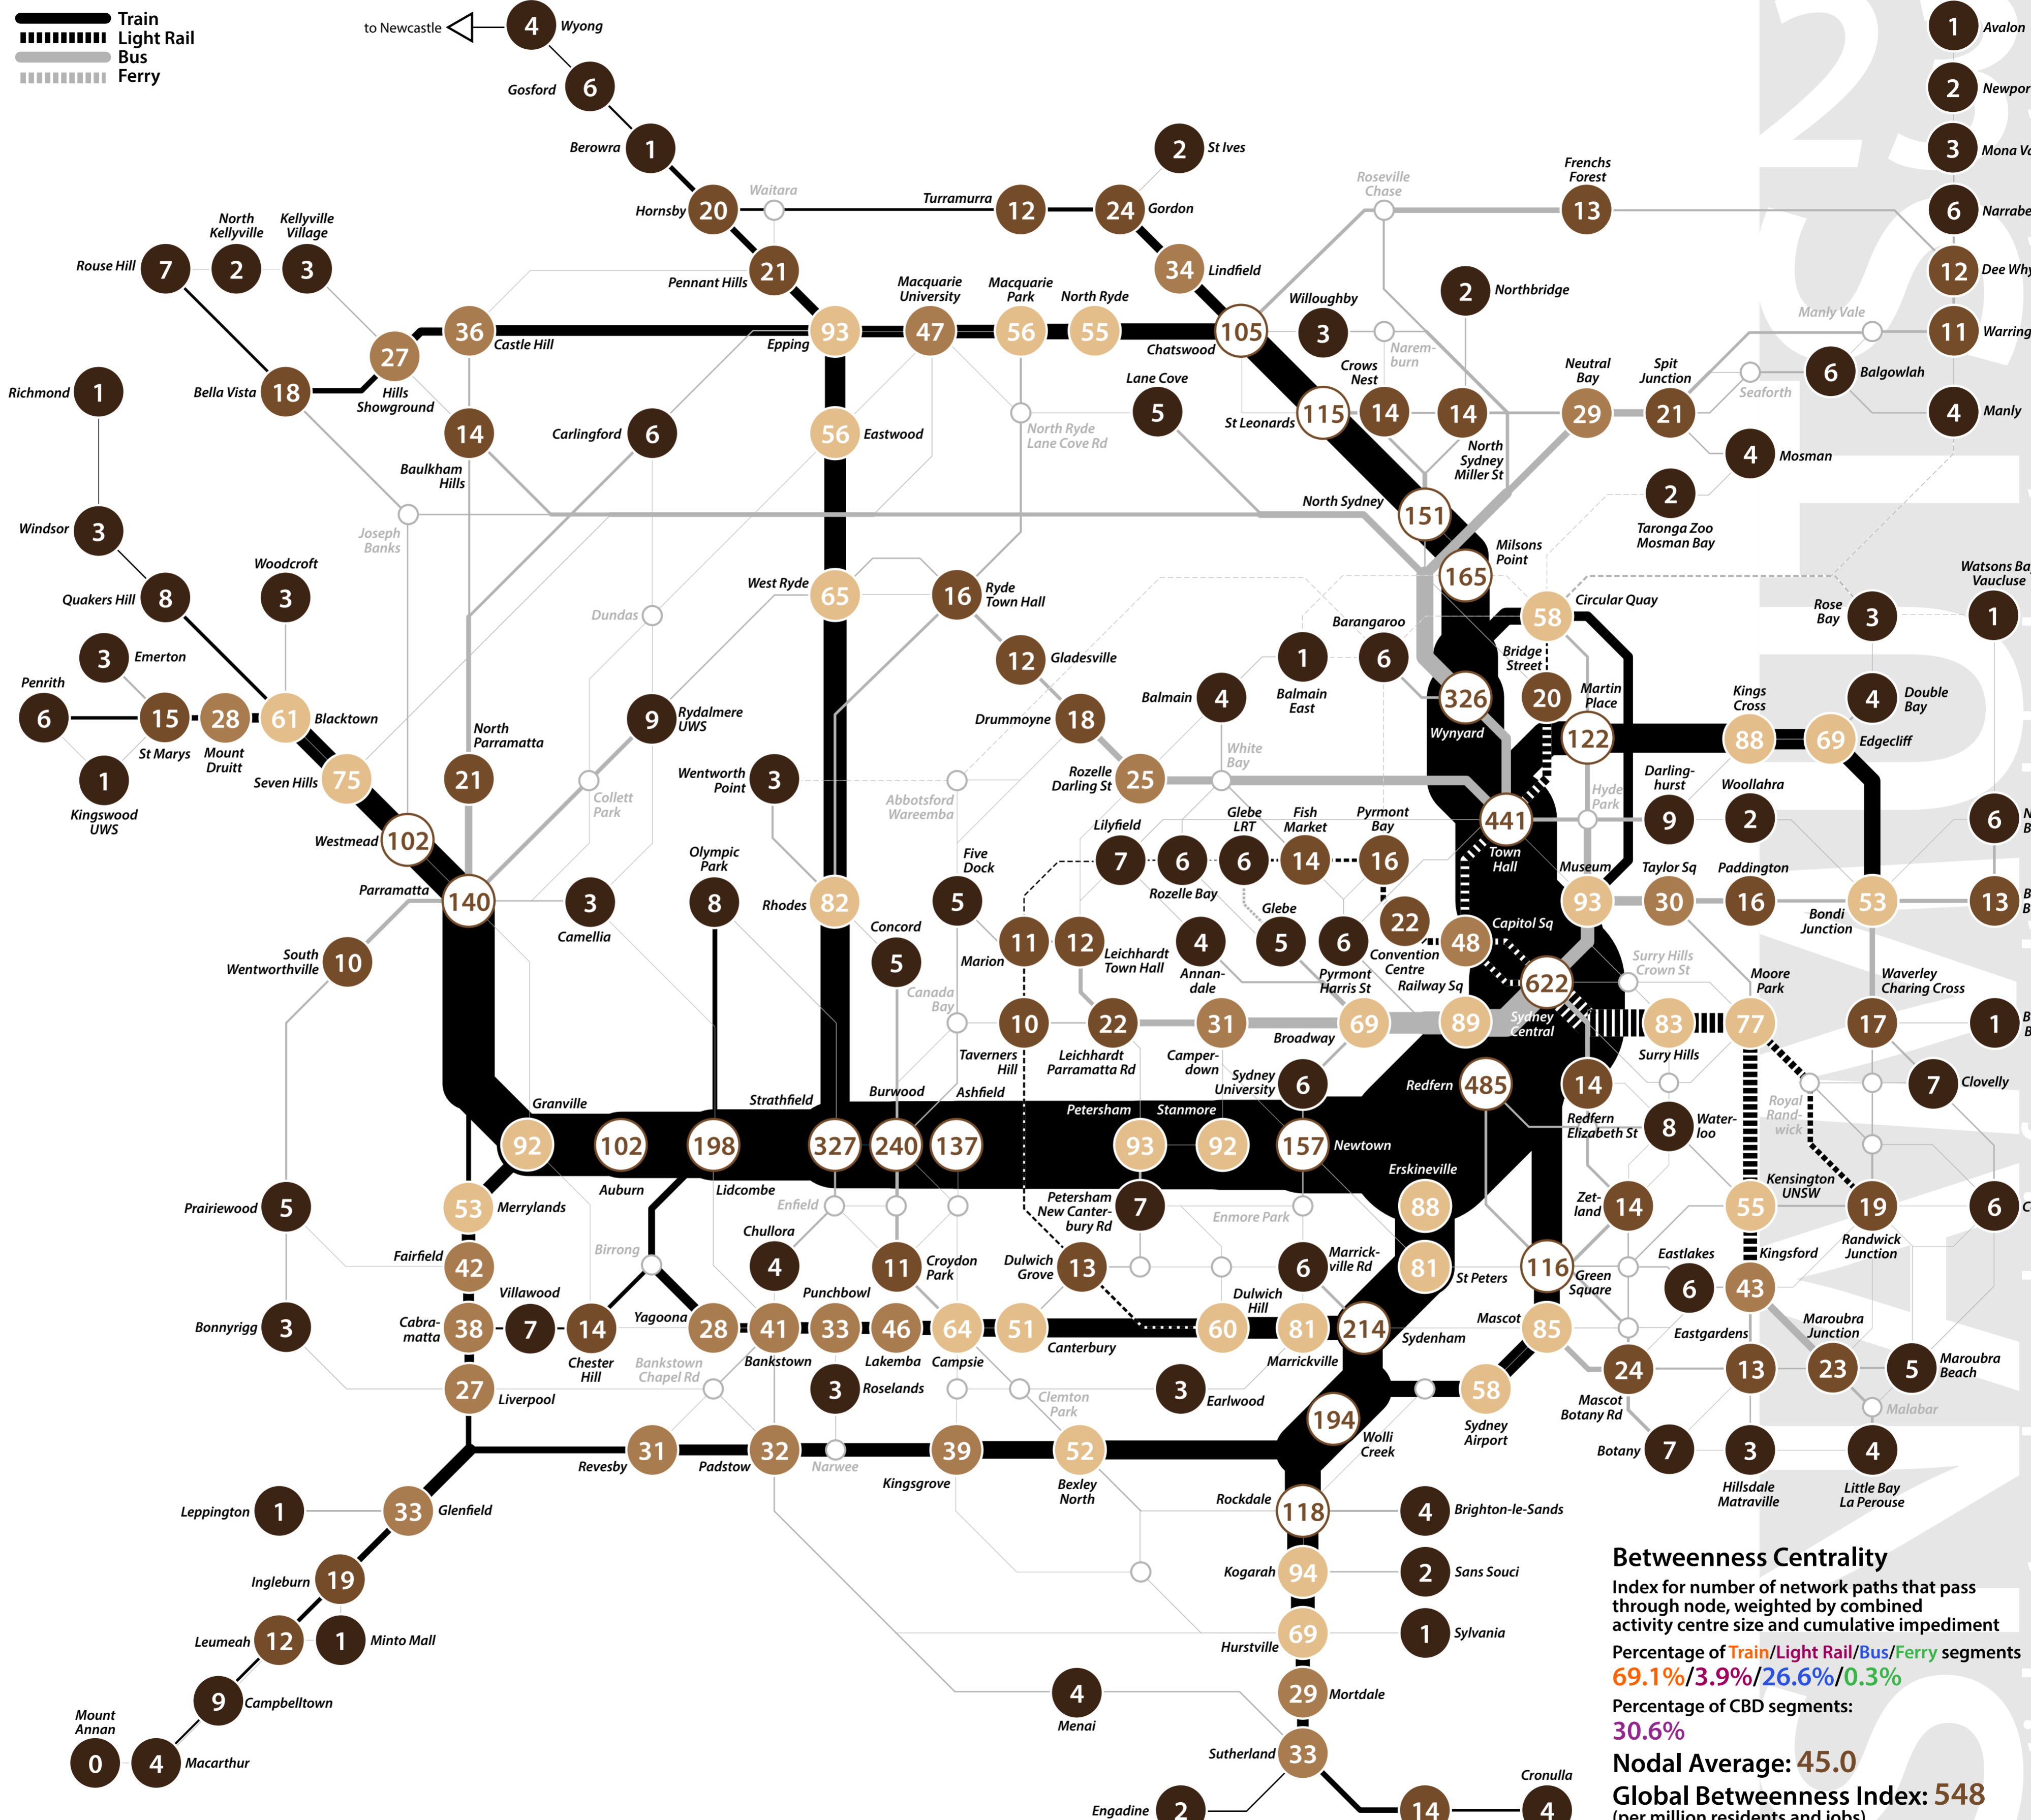 Train
Light Rail
Bus
Ferry
to Newcastle
4
Wyong
1
Avalon
6
Gosford
2
1
Berowra
2
St Ives
3
20
Hornsby
Waitara
Turramurra
12
24
Gordon
Roseville
Chase
Frenchs
Forest
13
6
Rouse Hill
7
North
Kellyville
2
Kellyville
Village
3
Pennant Hills
21
34
Lindfield
12
Dee Why
36
Castle Hill
93
Epping
Macquarie
University
47
Macquarie
Park
56
North Ryde
55
Chatswood
105
Willoughby
3
Northbridge
2
Narem-
burn
Manly Vale
11
27
Hills
Showground
Richmond
1
Bella Vista
18
14
Baulkham
Hills
Carlingford
6
56
Eastwood
North Ryde
Lane Cove Rd
Lane Cove
5
St Leonards
115
Crows
Nest
14
14
North
Sydney
Miller St
Neutral
Bay
29
Spit
Junction
21
Seaforth
6
Balgowlah
4
Manly
4
Mosman
2
Taronga Zoo
Mosman Bay
Windsor
3
Joseph
Banks
North Sydney
151
Milsons
Point
165
Quakers Hill
8
Woodcroft
3
Dundas
West Ryde
65
16
Ryde
Town Hall
58
Circular Quay
Rose
Bay
3
Vaucluse
1
3
Emerton
Penrith
6
15
St Marys
28
Mount
Druitt
61
Blacktown
1
Kingswood
UWS
Seven Hills
75
North
Parramatta
21
9
Rydalmere
UWS
Collett
Park
12
Gladesville
Drummoyne
18
Rozelle
Darling St
25
Balmain
4
1
Balmain
East
Barangaroo
6
White
Bay
326
Wynyard
Bridge
Street
20
Martin
Place
122
Kings
Cross
88
69
Edgecliff
4
Double
Bay
Westmead
102
Parramatta
140
3
Camellia
Olympic
Park
8
Wentworth
Point
3
Rhodes
82
Abbotsford
Wareemba
Five
Dock
5
Lilyfield
7
6
Rozelle Bay
Glebe
LRT
6
Fish
Market
14
Pyrmont
Bay
16
441
Town
Hall
Hyde
Park
Darling-
hurst
9
Woollahra
2
6
South
Wentworthville
10
Concord
5
Marion
11
12
Leichhardt
Town Hall
4
Annan-
dale
Glebe
5
6
Pyrmont
Harris St
22
Convention
Centre
48
Capitol Sq
Museum
93
Taylor Sq
30
Paddington
16
Bondi
Junction
53
13
Canada
Bay
10
Taverners
Hill
22
Leichhardt
Parramatta Rd
31
Camper-
down
69
Broadway
Railway Sq
89
622
Sydney
Central
Surry Hills
Crown St
83
Surry Hills
Moore
Park
77
Waverley
Charing Cross
17
1
Granville
92
102
Auburn
198
Lidcombe
Strathfield
327
Burwood
240
Ashfield
137
Petersham
93
Stanmore
92
Sydney
University
6
157
Newtown
Redfern
485
14
Redfern
Elizabeth St
8
Water-
loo
Royal
Rand-
wick
7
Clovelly
Prairiewood
5
53
Merrylands
Enfield
Petersham
New Canter-
bury Rd
7
Enmore Park
Erskineville
88
Zet-
land
14
Kensington
UNSW
55
19
Randwick
Junction
6
Fairfield
42
Birrong
Chullora
4
11
Croydon
Park
Dulwich
Grove
13
6
Marrick-
ville Rd
81
St Peters
116
Green
Square
Eastlakes
6
Kingsford
43
Bonnyrigg
3
Cabra-
matta
38
Villawood
7
14
Chester
Hill
Yagoona
28
41
Bankstown
Punchbowl
33
46
Lakemba
64
Campsie
51
Canterbury
Dulwich
Hill
60
81
Marrickville
214
Sydenham
Mascot
85
24
Mascot
Botany Rd
Eastgardens
13
Maroubra
Junction
23
5
Maroubra
Beach
27
Liverpool
Bankstown
Chapel Rd
3
Roselands
Clemton
Park
3
Earlwood
58
Sydney
Airport
Malabar
31
Revesby
32
Padstow
Narwee
39
Kingsgrove
52
Bexley
North
194
Wolli
Creek
Botany
7
3
Hillsdale
Matraville
4
Little Bay
La Perouse
Leppington
1
33
Glenfield
Rockdale
118
4
Brighton-le-Sands
Ingleburn
19
Kogarah
94
2
Sans Souci
Leumeah
12
1
Minto Mall
Hurstville
69
1
Sylvania
9
Campbelltown
4
Menai
29
Mortdale
Mount
Annan
0
4
Macarthur
Sutherland
33
Engadine
2
14
Cronulla
4
Betweenness Centrality
Index for number of network paths that pass
through node, weighted by combined
activity centre size and cumulative impediment
Percentage of Train/Light Rail/Bus/Ferry segments
69.1%/3.9%/26.6%/0.3%
Percentage of CBD segments:
30.6%
Nodal Average: 45.0
Global Betweenness Index: 548
(per million residents and jobs)